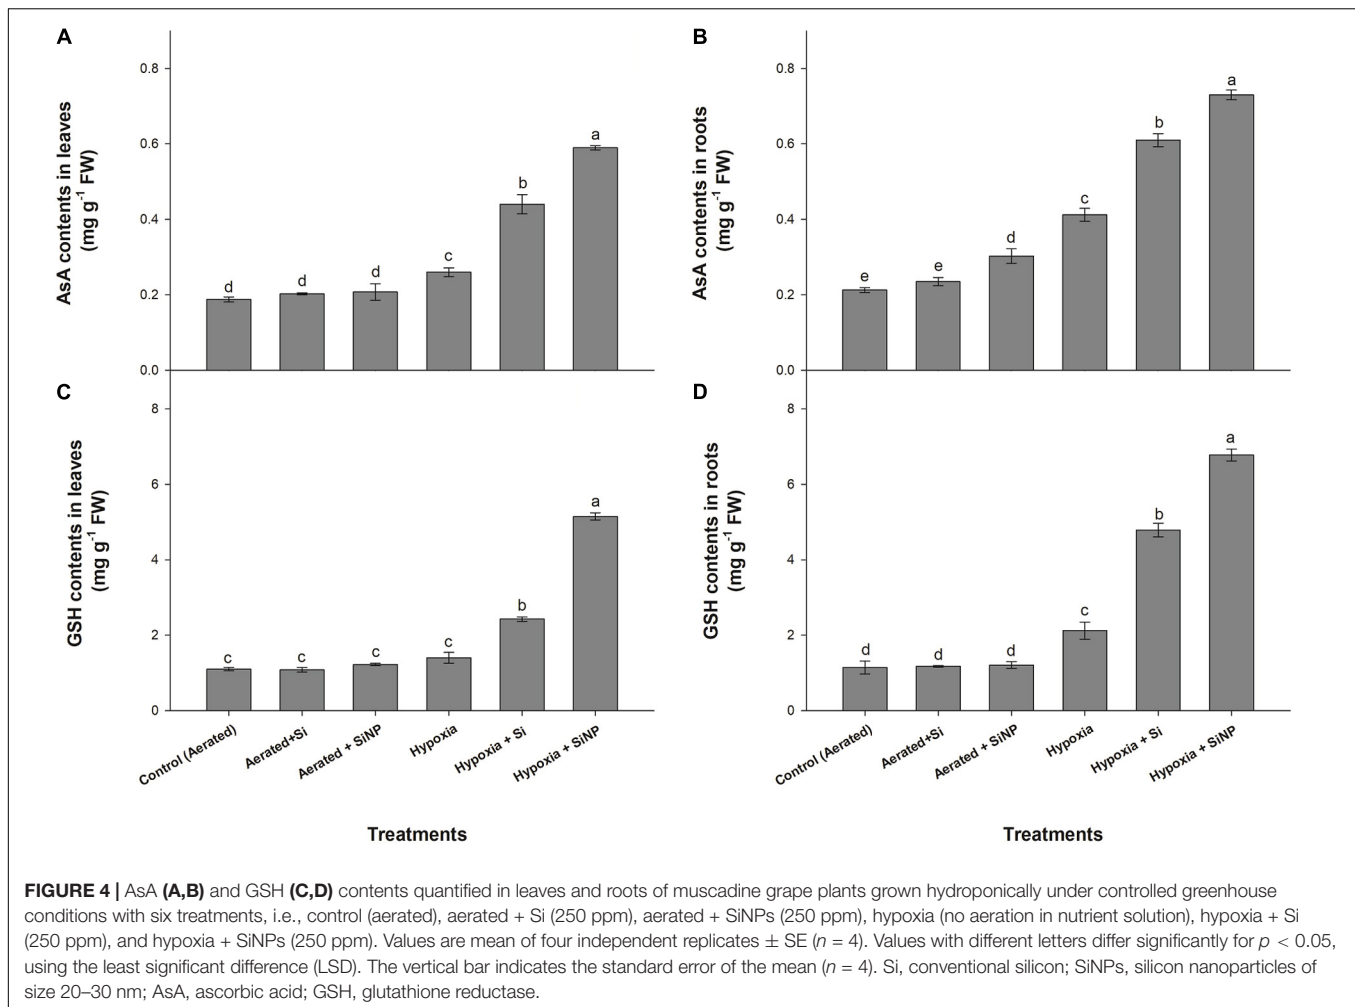 A
AsA contents in leaves
(mg g⁻¹ FW)
0.8
0.6
0.4
0.2
0.0
d
d
d
c
b
a
B
AsA contents in roots
(mg g⁻¹ FW)
0.8
0.6
0.4
0.2
0.0
e
e
d
c
b
a
C
GSH contents in leaves
(mg g⁻¹ FW)
8
6
4
2
0
c
c
c
c
b
a
Control (Aerated)
Aerated+Si
Aerated + SiNP
Hypoxia
Hypoxia + Si
Hypoxia + SiNP
Treatments
D
GSH contents in roots
(mg g⁻¹ FW)
8
6
4
2
0
d
d
d
c
b
a
Control (Aerated)
Aerated+Si
Aerated + SiNP
Hypoxia
Hypoxia + Si
Hypoxia + SiNP
Treatments
FIGURE 4 | AsA (A,B) and GSH (C,D) contents quantified in leaves and roots of muscadine grape plants grown hydroponically under controlled greenhouse
conditions with six treatments, i.e., control (aerated), aerated + Si (250 ppm), aerated + SiNPs (250 ppm), hypoxia (no aeration in nutrient solution), hypoxia + Si
(250 ppm), and hypoxia + SiNPs (250 ppm). Values are mean of four independent replicates ± SE (n = 4). Values with different letters differ significantly for p < 0.05,
using the least significant difference (LSD). The vertical bar indicates the standard error of the mean (n = 4). Si, conventional silicon; SiNPs, silicon nanoparticles of
size 20–30 nm; AsA, ascorbic acid; GSH, glutathione reductase.